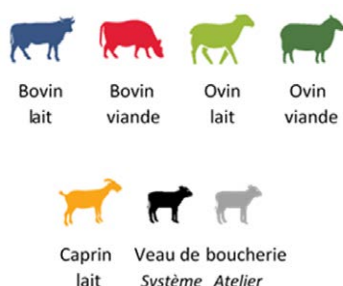 Bovin Bovin Ovin Ovin
lait viande lait viande
Caprin Veau de boucherie
lait Système Atelier